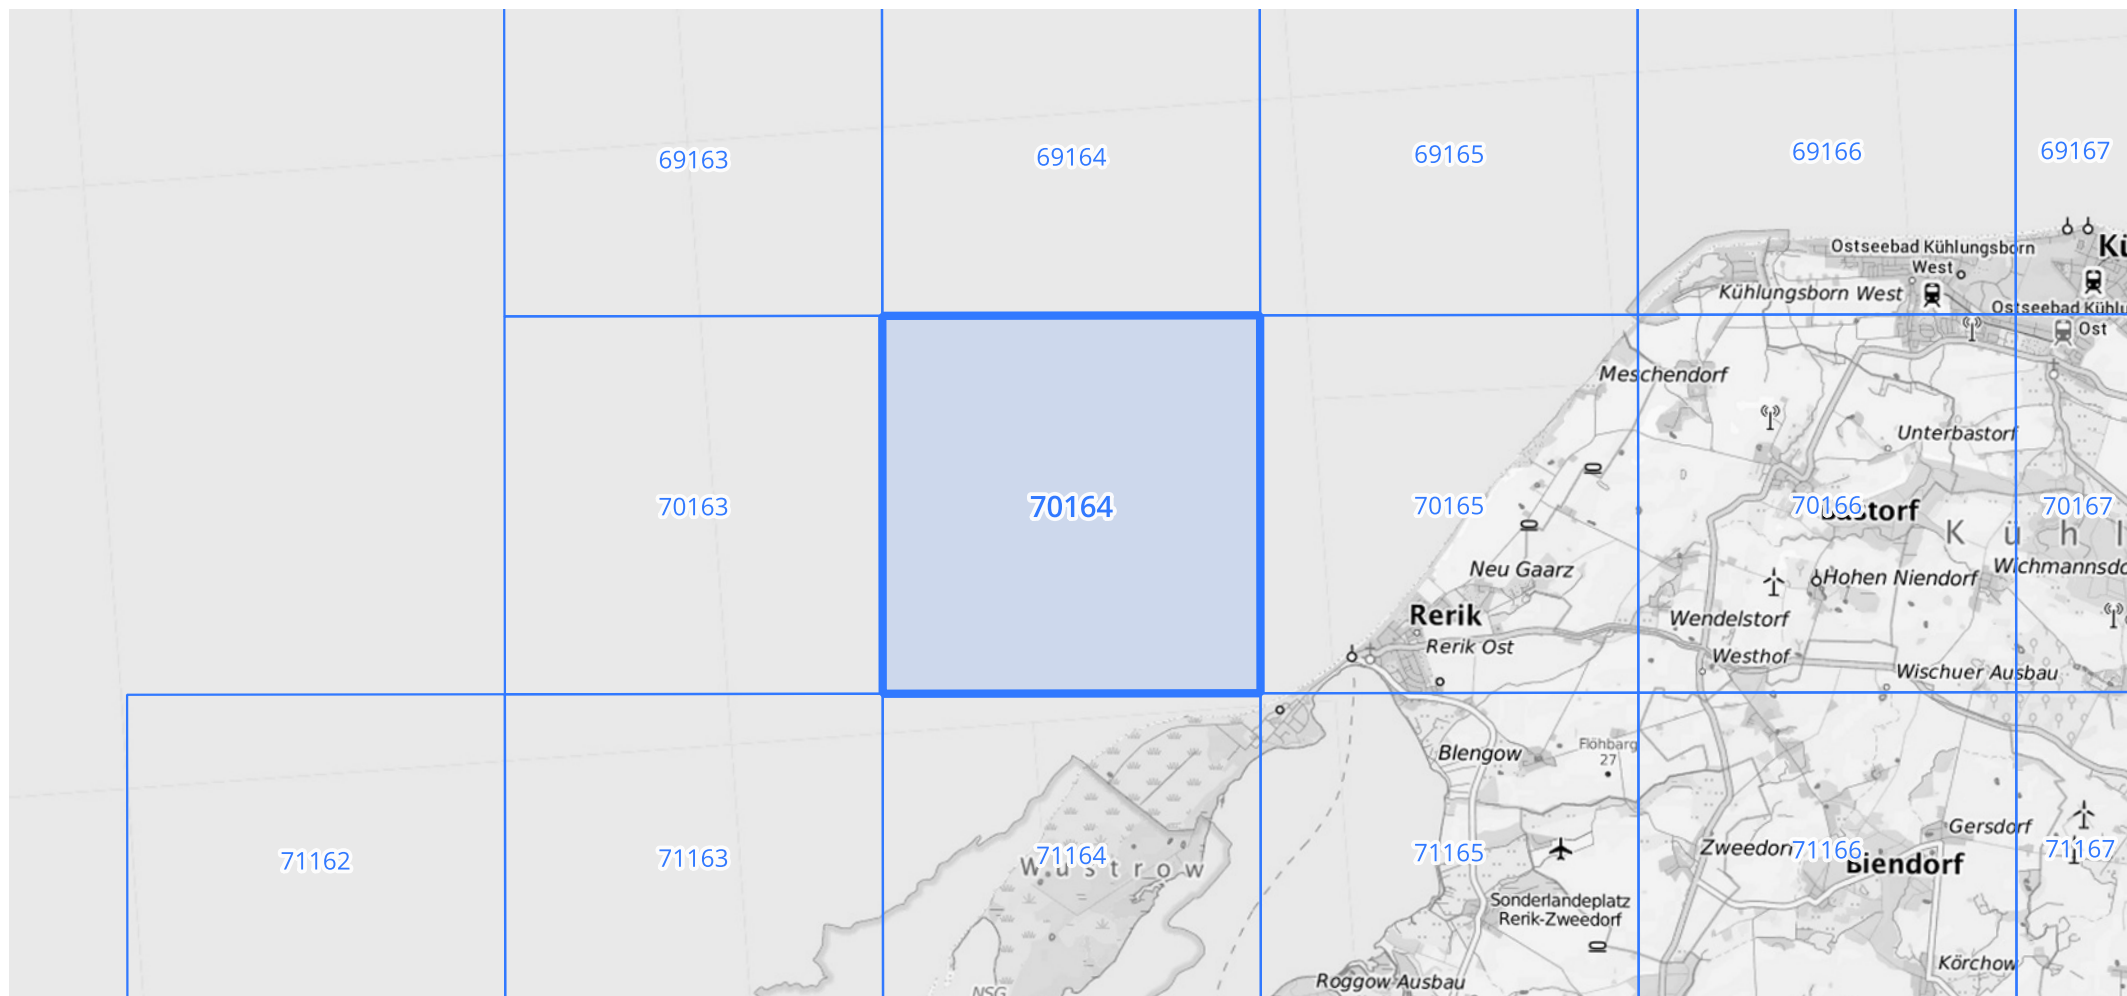 69163
69164
69165
69166
69167
Ostseebad Kühlungsborn
West
Kühlungsborn West
Ostseebad Kühlu
Ost
Meschendorf
Unterbastorf
70163
70164
70165
70166
70167
K ü h l
Neu Gaarz
Hohen Niendorf
Wichmannsdo
Rerik
Rerik Ost
Wendelstorf
Westhof
Wischuer Ausbau
Blengow
Flöhbarg
27
71162
71163
71164
Wustrow
71165
Zweedorf
71166
Gersdorf
71167
Biendorf
Sonderlandeplatz
Rerik-Zweedorf
Körchow
Roggow Ausbau
NSG